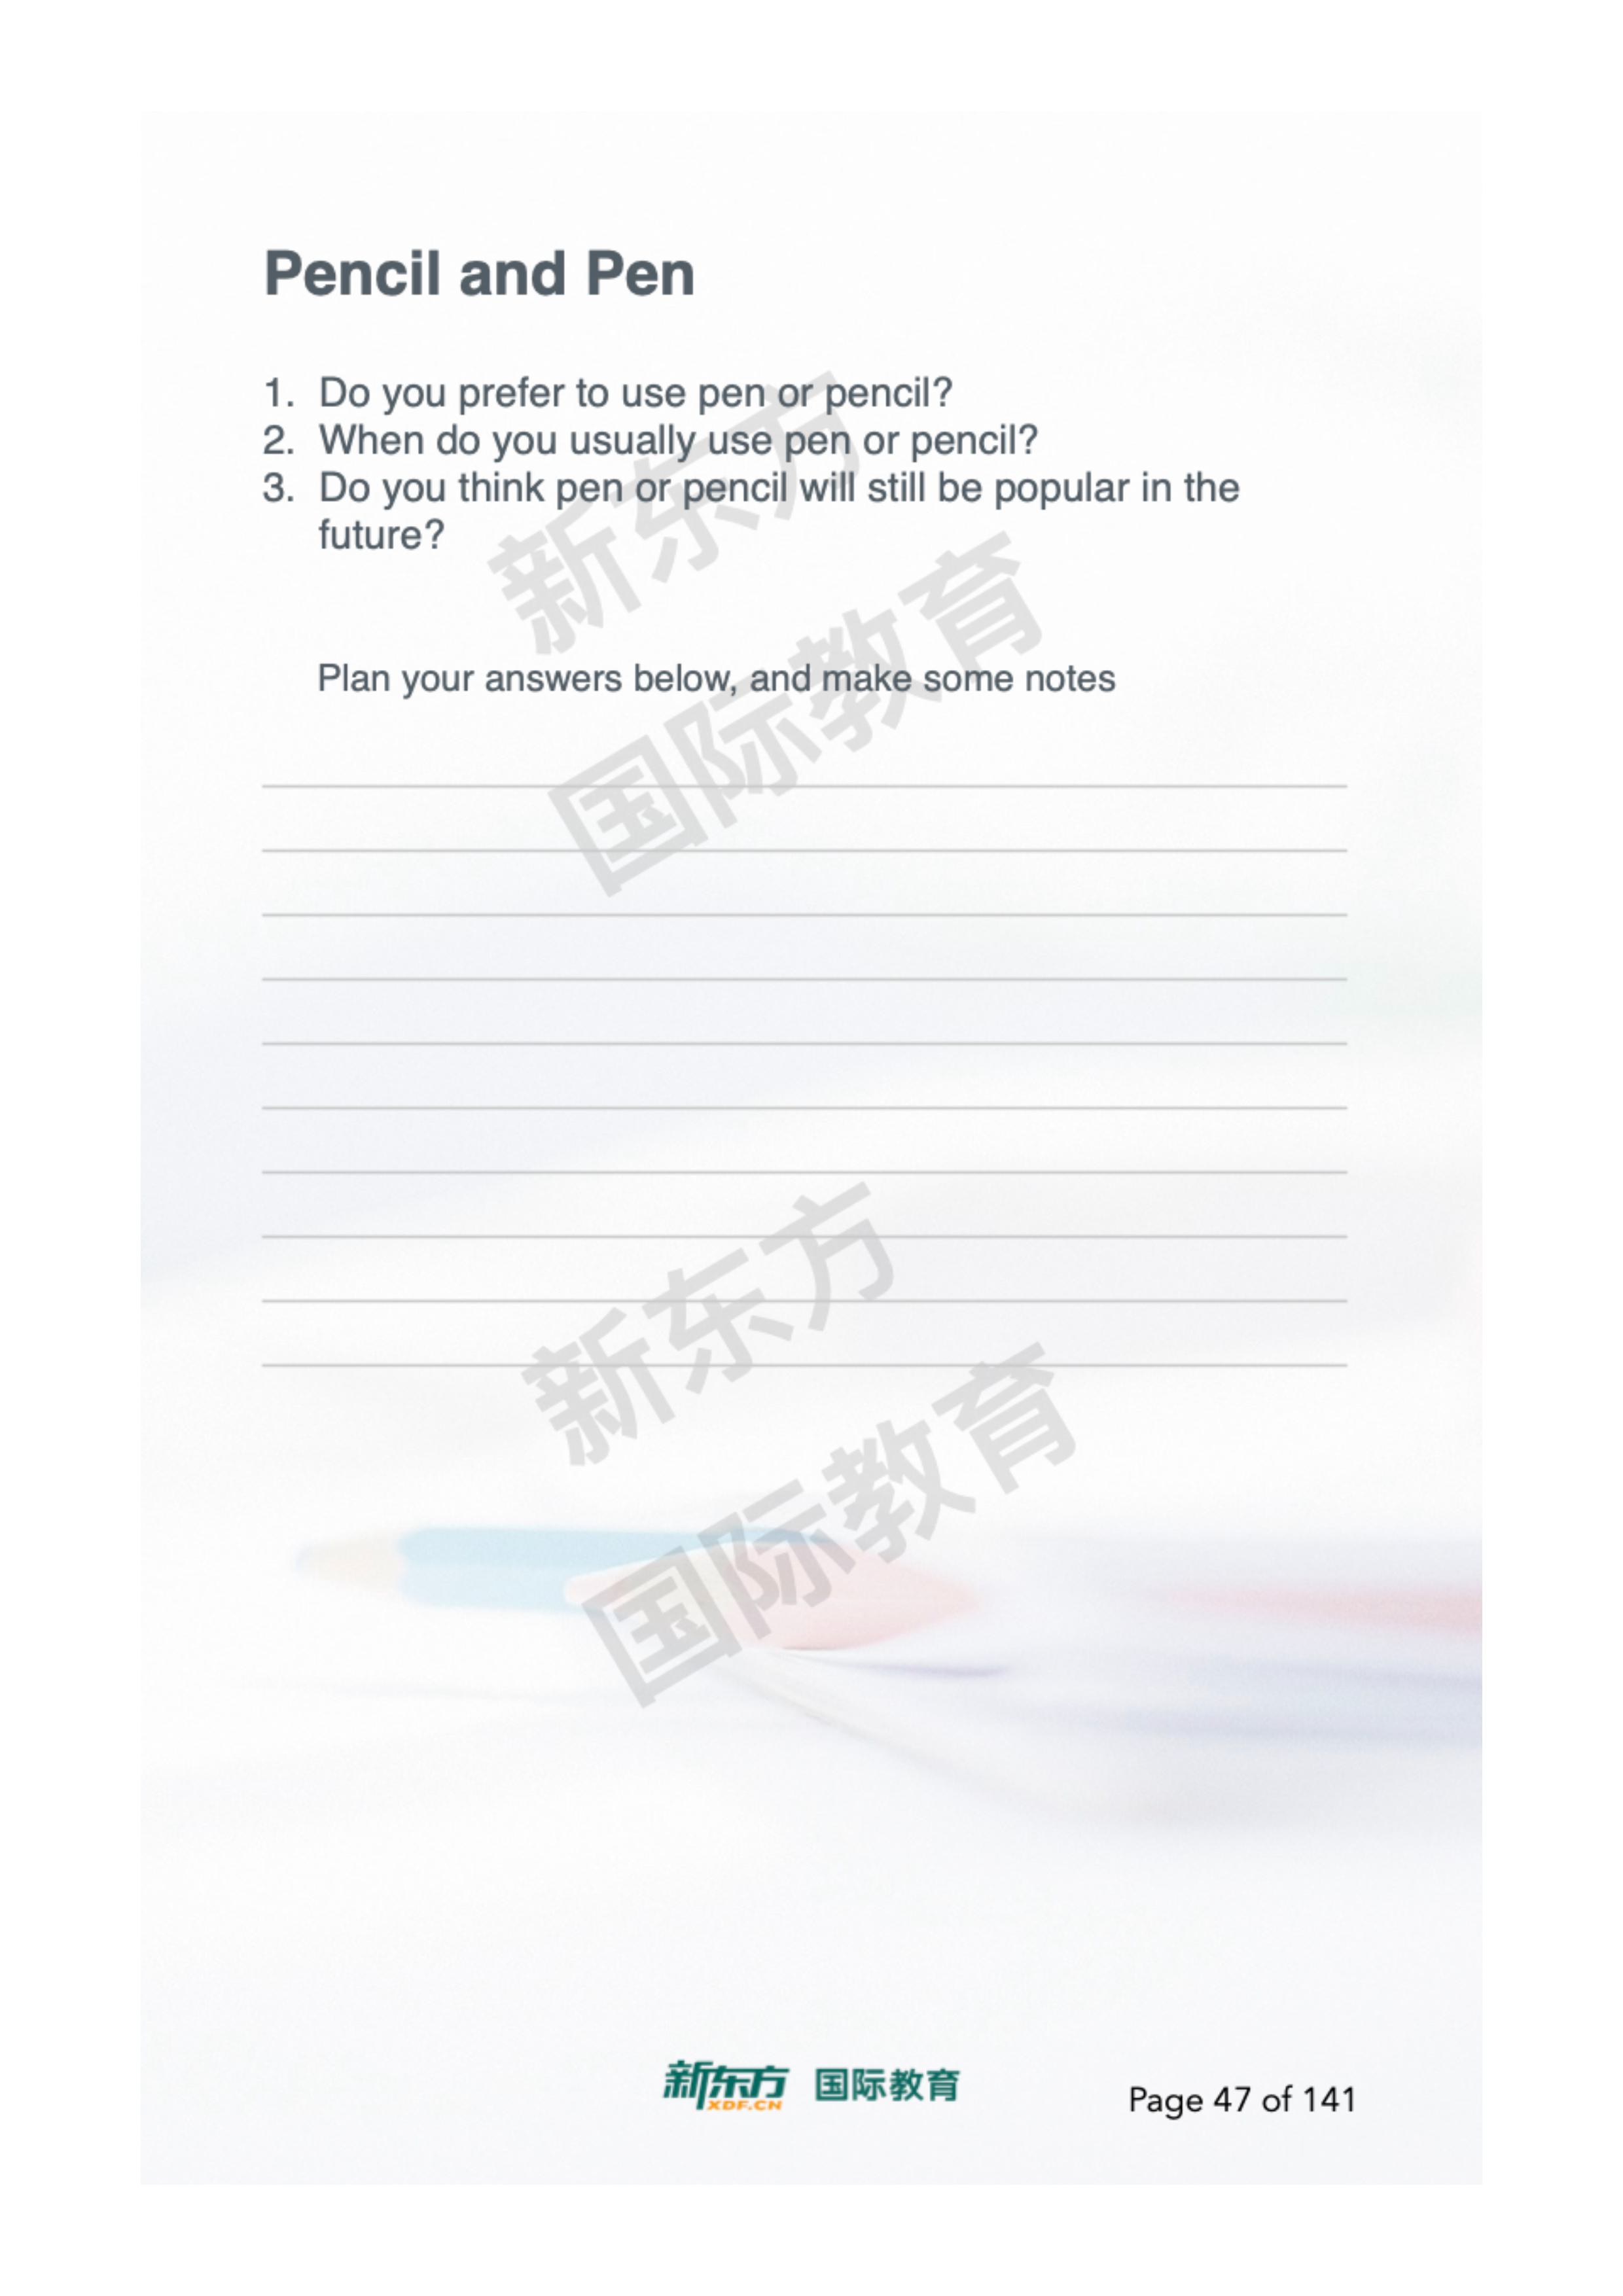 Pencil and Pen
1. Do you prefer to use pen or pencil?
2. When do you usually use pen or pencil?
3. Do you think pen or pencil will still be popular in the
future?
新东方
国际教育
Plan your answers below, and make some notes
新东方
国际教育
新东方 国际教育
XDF.CN
Page 47 of 141